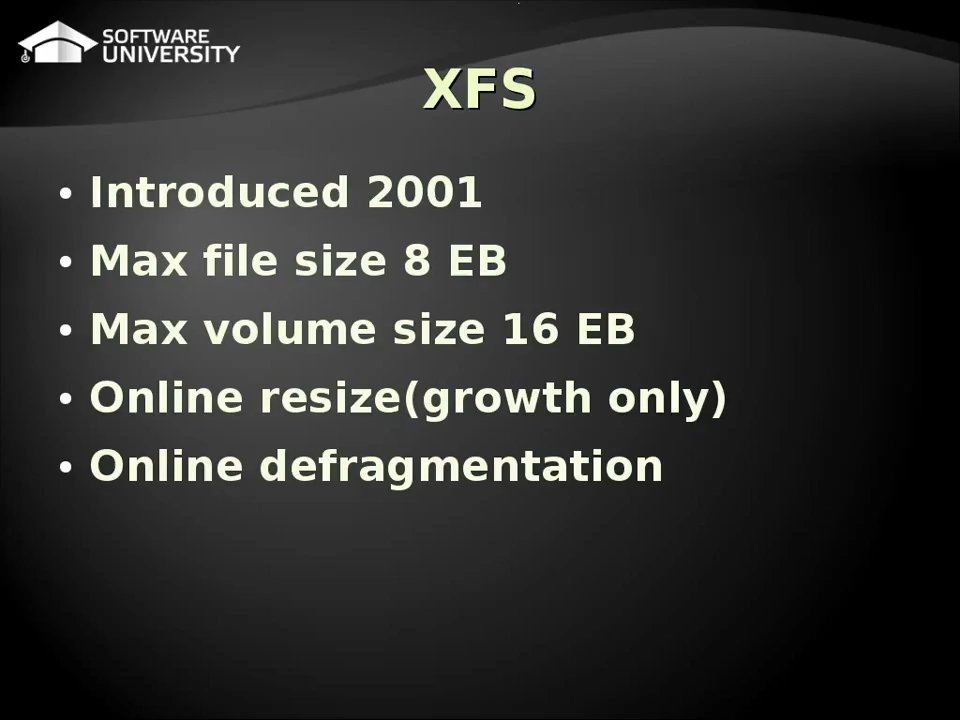 SOFTWARE
UNIVERSITY
XFS
• Introduced 2001
• Max file size 8 EB
• Max volume size 16 EB
• Online resize(growth only)
• Online defragmentation